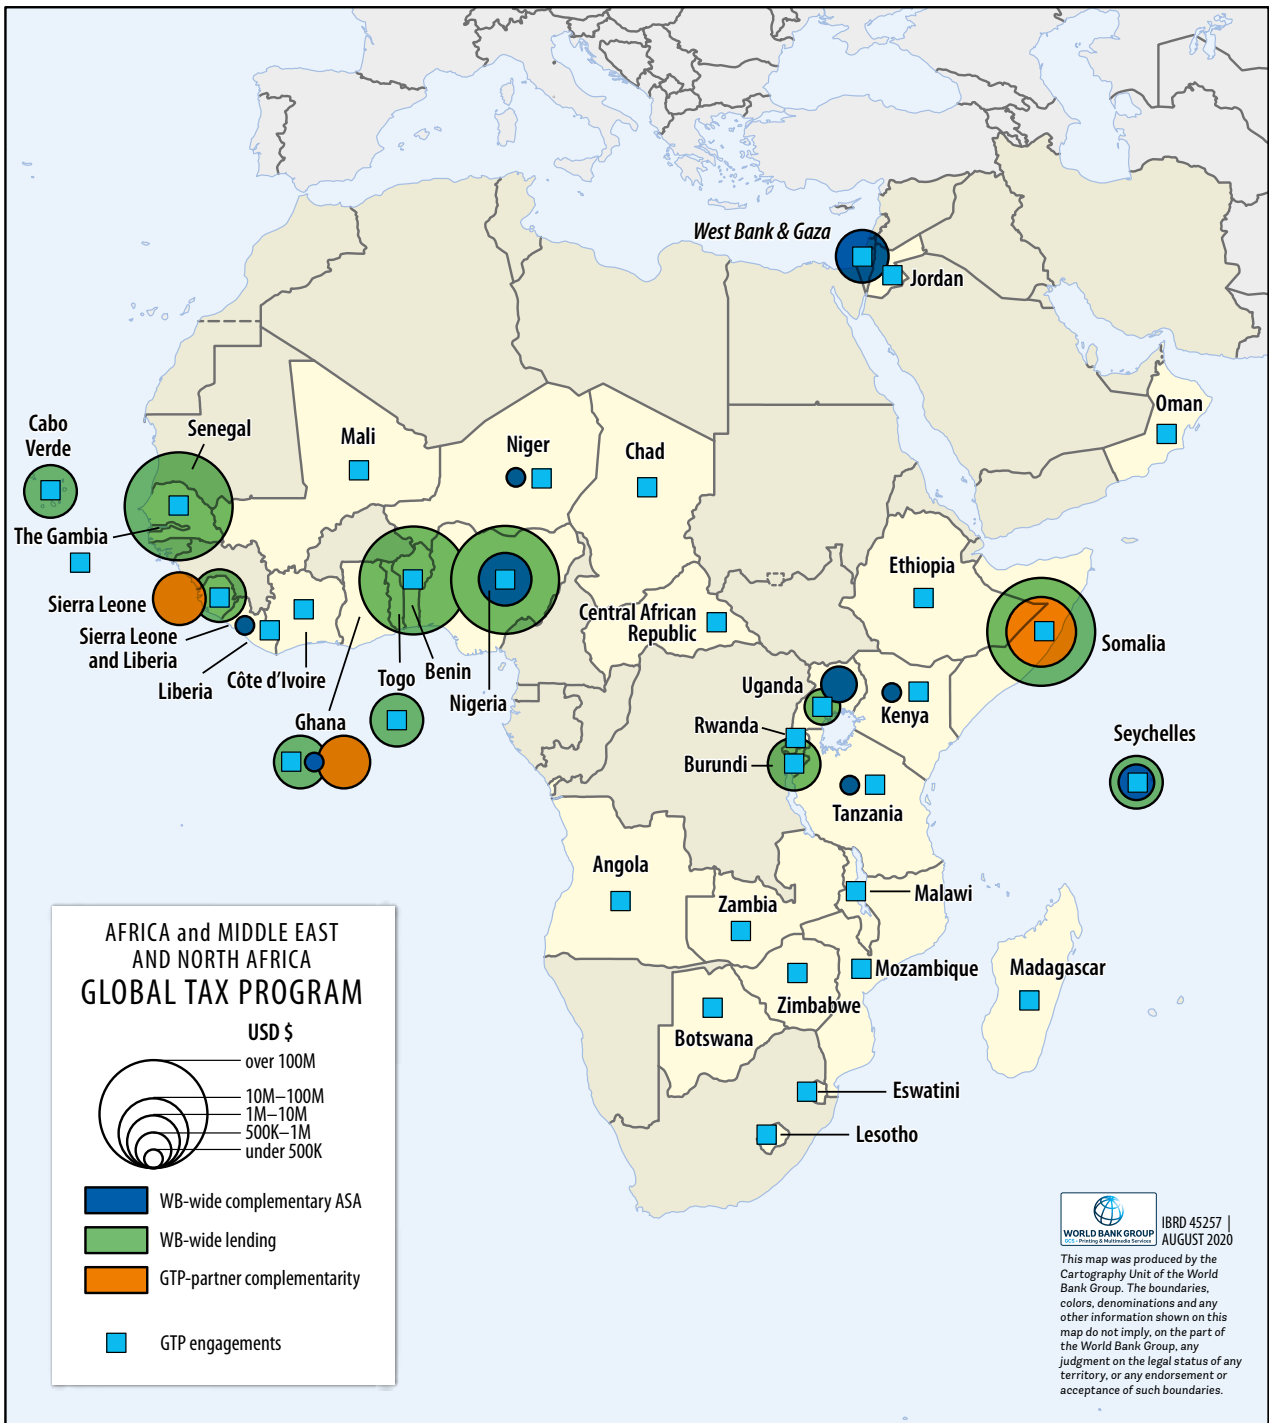 West Bank & Gaza
Jordan
Oman
Cabo
Verde
Senegal
Mali
Niger
Chad
The Gambia
Ethiopia
Sierra Leone
Central African
Republic
Sierra Leone
and Liberia
Somalia
Liberia
Côte d'Ivoire
Togo
Benin
Nigeria
Uganda
Kenya
Ghana
Rwanda
Seychelles
Burundi
Tanzania
Angola
Zambia
Malawi
Mozambique
Madagascar
Zimbabwe
Botswana
Eswatini
Lesotho
AFRICA and MIDDLE EAST
AND NORTH AFRICA
GLOBAL TAX PROGRAM
USD $
over 100M
10M–100M
1M–10M
500K–1M
under 500K
WB-wide complementary ASA
WB-wide lending
GTP-partner complementarity
GTP engagements
WORLD BANK GROUP
GCS - Printing & Multimedia Services
IBRD 45257 |
AUGUST 2020
This map was produced by the
Cartography Unit of the World
Bank Group. The boundaries,
colors, denominations and any
other information shown on this
map do not imply, on the part of
the World Bank Group, any
judgment on the legal status of any
territory, or any endorsement or
acceptance of such boundaries.